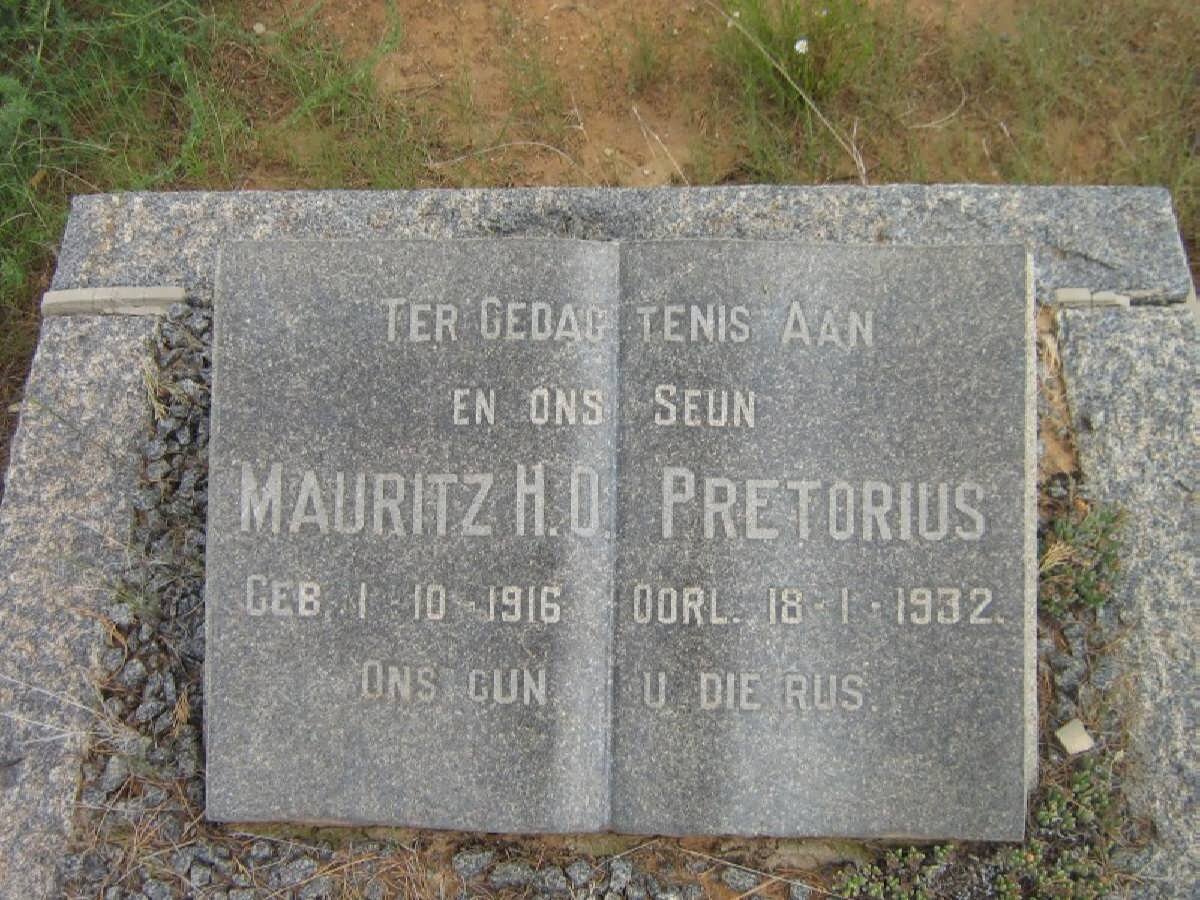 TER GEDAGTENIS AAN
EN ONS SEUN
MAURITZ H.O. PRETORIUS
GEB. 1-10-1916 OORL. 18-1-1932.
ONS GUN U DIE RUS.